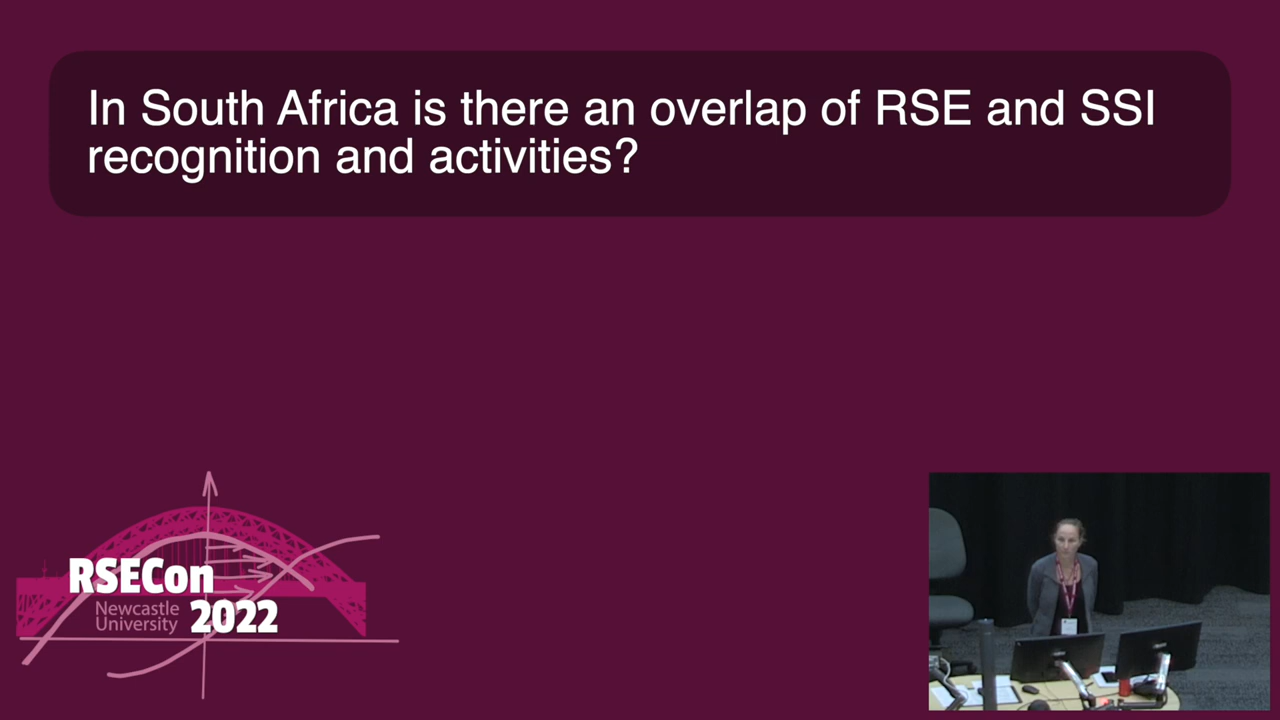 In South Africa is there an overlap of RSE and SSI
recognition and activities?
RSECon
Newcastle
University
2022